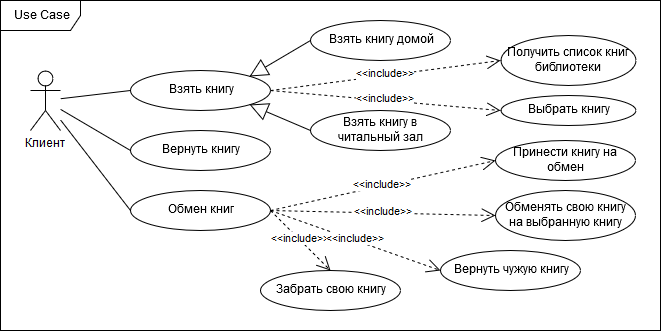 Use Case
Взять книгу домой
Получить список книг
библиотеки
<<include>>
Взять книгу
<<include>>
Выбрать книгу
Взять книгу в
читальный зал
Клиент
Вернуть книгу
Принести книгу на
обмен
<<include>>
Обмен книг
<<include>>
Обменять свою книгу
на выбранную книгу
<<include>>
<<include>>
Вернуть чужую книгу
Забрать свою книгу